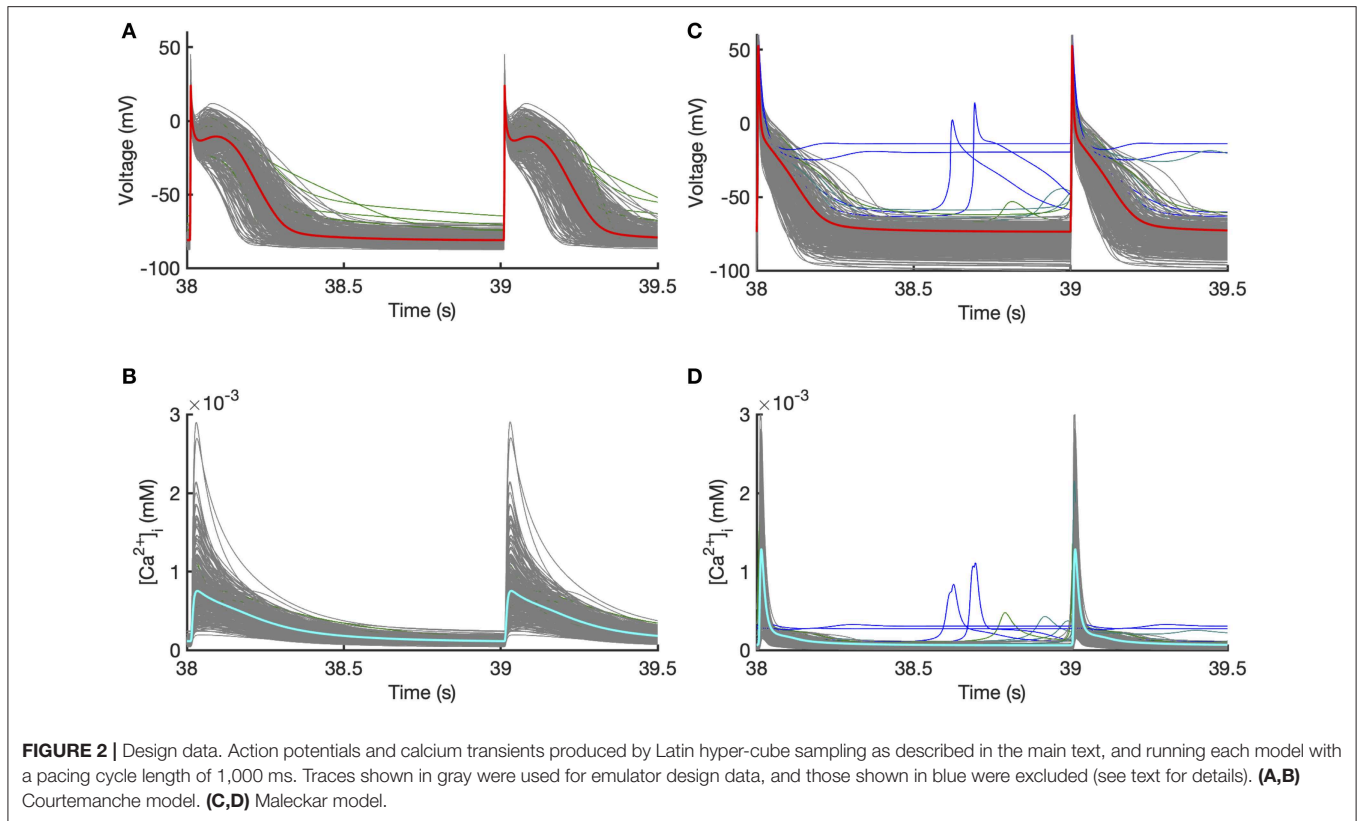 A
50
0
-50
-100
Voltage (mV)
38
38.5
39
39.5
Time (s)
C
50
0
-50
-100
Voltage (mV)
38
38.5
39
39.5
Time (s)
B
3 ×10⁻³
2
1
0
[Ca²⁺]ᵢ (mM)
38
38.5
39
39.5
Time (s)
D
3 ×10⁻³
2
1
0
[Ca²⁺]ᵢ (mM)
38
38.5
39
39.5
Time (s)
FIGURE 2 | Design data. Action potentials and calcium transients produced by Latin hyper-cube sampling as described in the main text, and running each model with
a pacing cycle length of 1,000 ms. Traces shown in gray were used for emulator design data, and those shown in blue were excluded (see text for details). (A,B)
Courtemanche model. (C,D) Maleckar model.